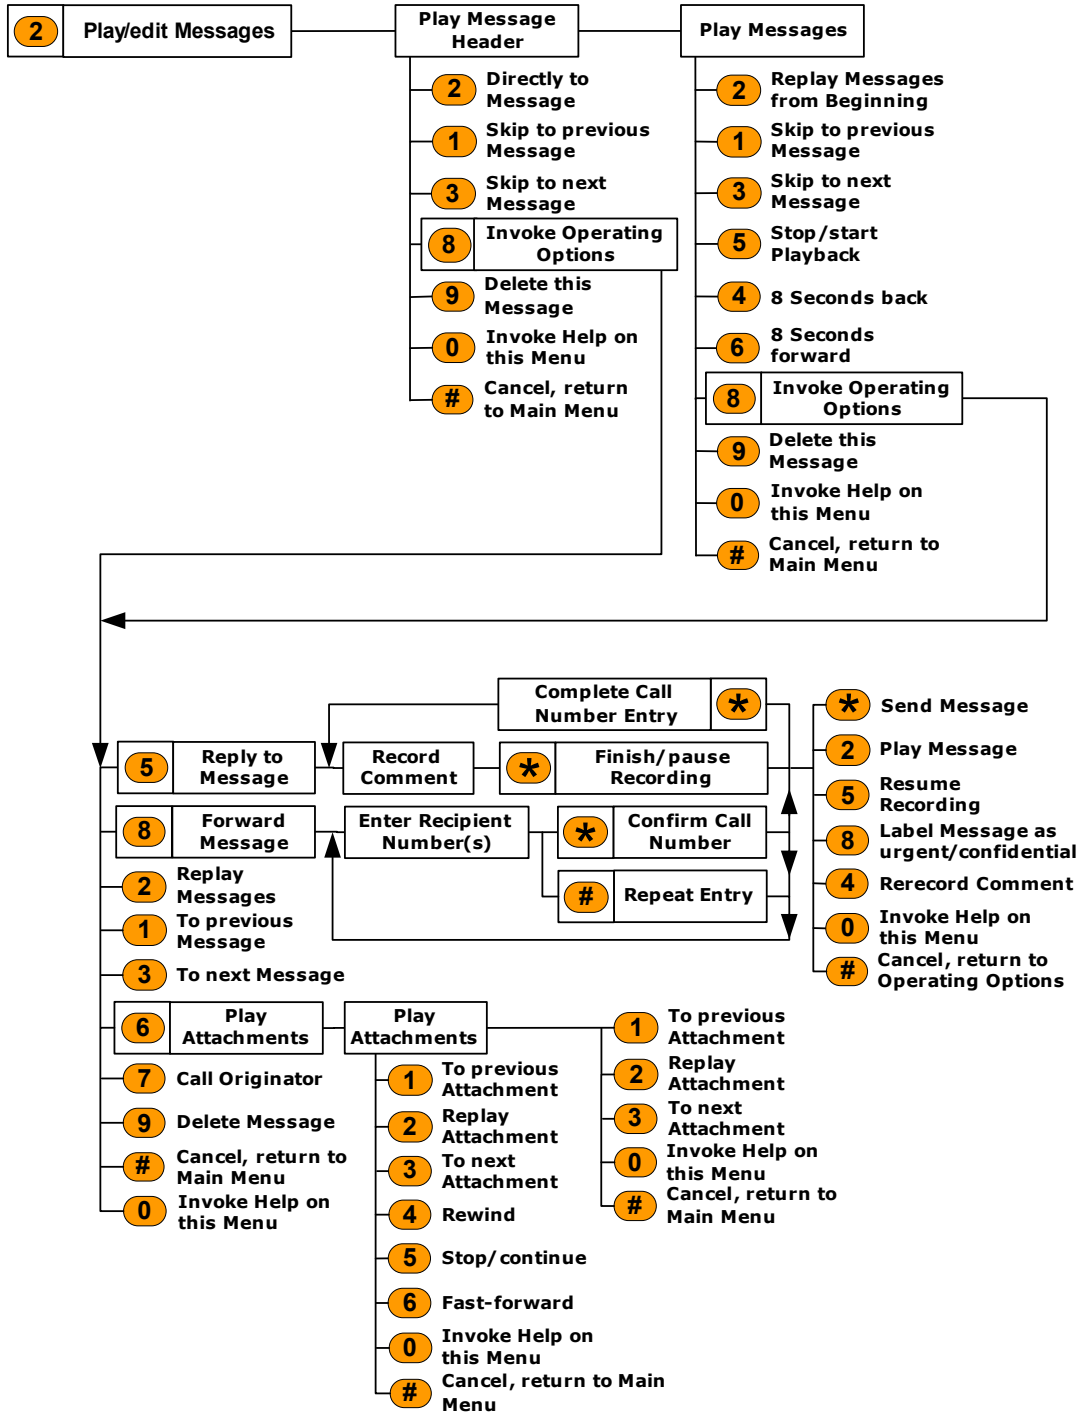 2 Play/edit Messages
Play Message
Header
2 Directly to
Message
1 Skip to previous
Message
3 Skip to next
Message
8 Invoke Operating
Options
9 Delete this
Message
0 Invoke Help on
this Menu
# Cancel, return
to Main Menu
Play Messages
2 Replay Messages
from Beginning
1 Skip to previous
Message
3 Skip to next
Message
5 Stop/start
Playback
4 8 Seconds back
6 8 Seconds
forward
8 Invoke Operating
Options
9 Delete this
Message
0 Invoke Help on
this Menu
# Cancel, return to
Main Menu
Complete Call
Number Entry *
5 Reply to
Message
Record
Comment
* Finish/pause
Recording
8 Forward
Message
Enter Recipient
Number(s)
* Confirm Call
Number
# Repeat Entry
* Send Message
2 Play Message
5 Resume
Recording
8 Label Message as
urgent/confidential
4 Rerecord Comment
0 Invoke Help on
this Menu
# Cancel, return to
Operating Options
2 Replay
Messages
1 To previous
Message
3 To next Message
6 Play
Attachments
7 Call Originator
9 Delete Message
# Cancel, return to
Main Menu
0 Invoke Help on
this Menu
Play
Attachments
1 To previous
Attachment
2 Replay
Attachment
3 To next
Attachment
4 Rewind
5 Stop/continue
6 Fast-forward
0 Invoke Help on
this Menu
# Cancel, return to Main
Menu
1 To previous
Attachment
2 Replay
Attachment
3 To next
Attachment
0 Invoke Help on
this Menu
# Cancel, return to
Main Menu